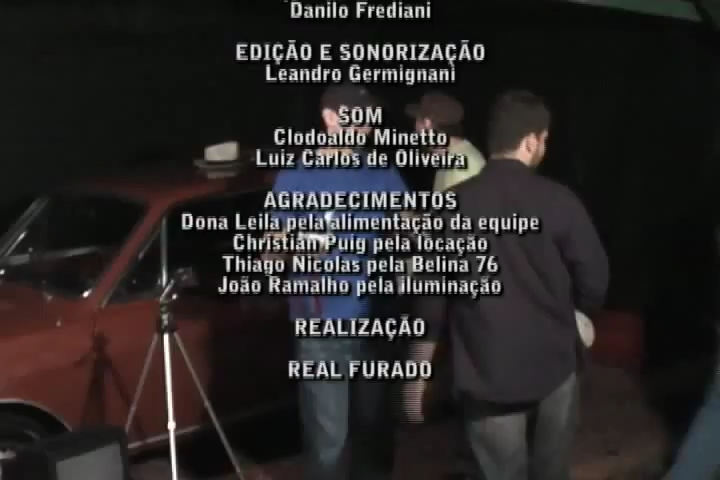 Danilo Frediani
EDIÇÃO E SONORIZAÇÃO
Leandro Germignani
SOM
Clodoaldo Minetto
Luiz Carlos de Oliveira
AGRADECIMENTOS
Dona Leila pela alimentação da equipe
Christian Puig pela locação
Thiago Nicolas pela Belina 76
João Ramalho pela iluminação
REALIZAÇÃO
REAL FURADO